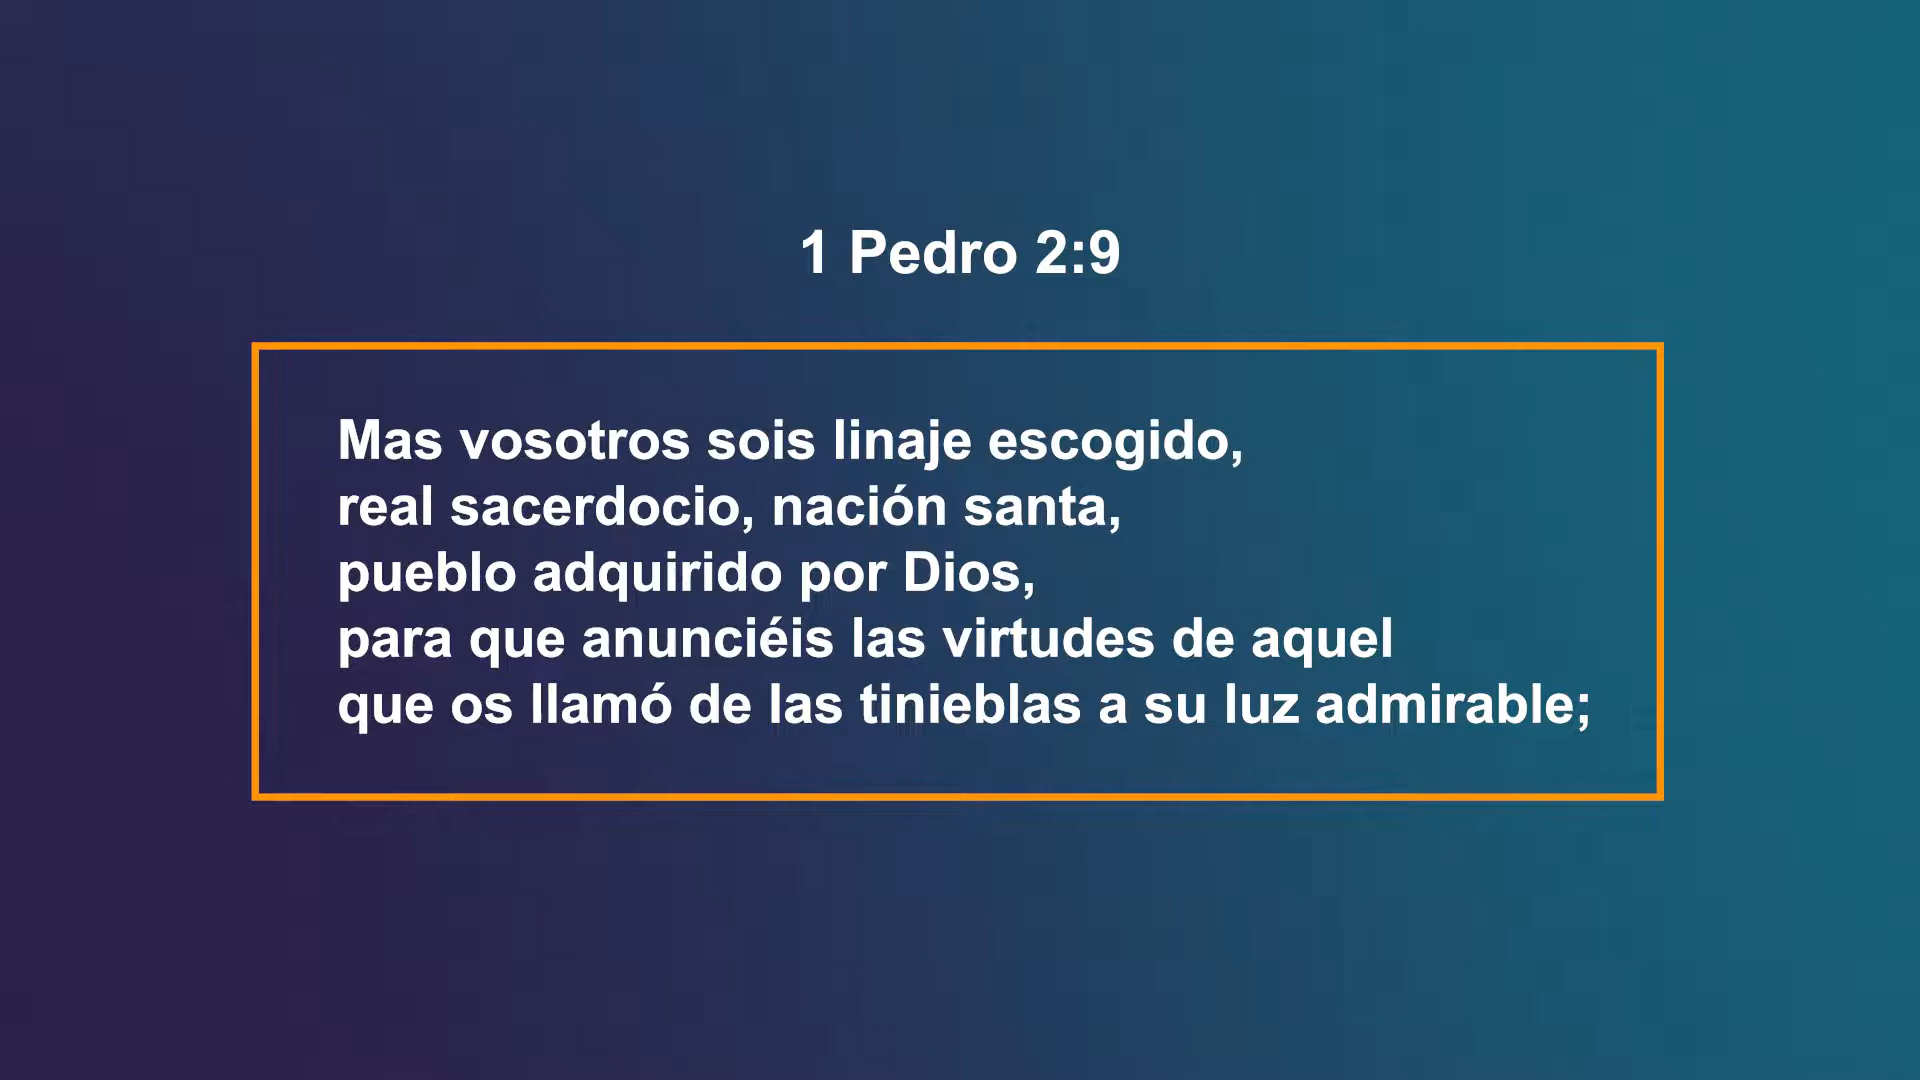 1 Pedro 2:9
Mas vosotros sois linaje escogido,
real sacerdocio, nación santa,
pueblo adquirido por Dios,
para que anunciéis las virtudes de aquel
que os llamó de las tinieblas a su luz admirable;